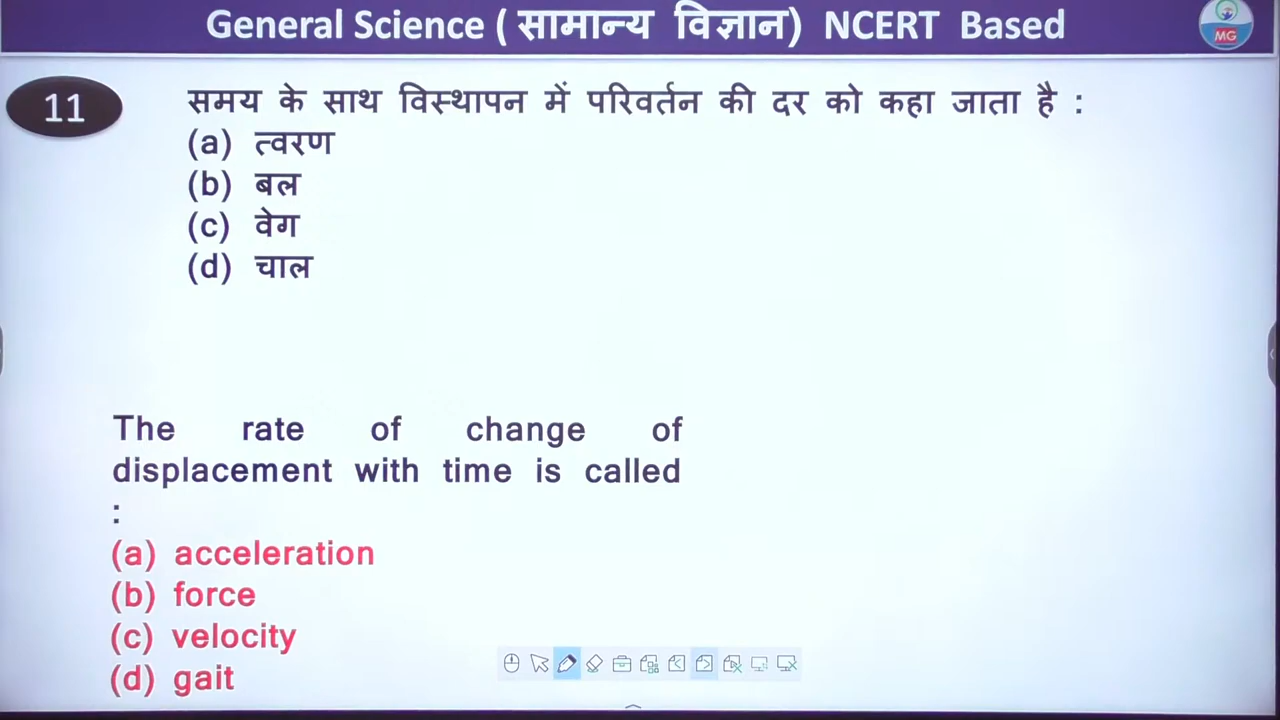 General Science ( सामान्य विज्ञान) NCERT Based
MG
11
समय के साथ विस्थापन में परिवर्तन की दर को कहा जाता है :
(a) त्वरण
(b) बल
(c) वेग
(d) चाल
The rate of change of
displacement with time is called
:
(a) acceleration
(b) force
(c) velocity
(d) gait